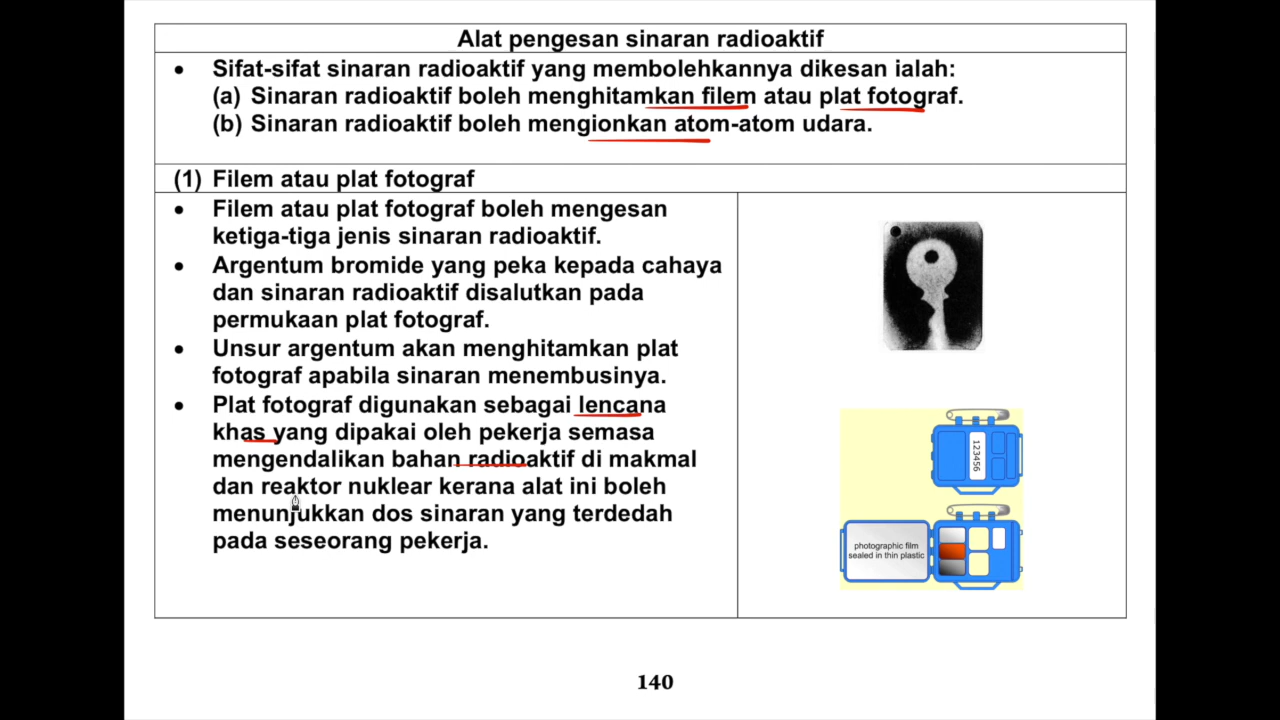 Alat pengesan sinaran radioaktif
• Sifat-sifat sinaran radioaktif yang membolehkannya dikesan ialah:
(a) Sinaran radioaktif boleh menghitamkan filem atau plat fotograf.
(b) Sinaran radioaktif boleh mengionkan atom-atom udara.
(1) Filem atau plat fotograf
• Filem atau plat fotograf boleh mengesan
ketiga-tiga jenis sinaran radioaktif.
• Argentum bromide yang peka kepada cahaya
dan sinaran radioaktif disalutkan pada
permukaan plat fotograf.
• Unsur argentum akan menghitamkan plat
fotograf apabila sinaran menembusinya.
• Plat fotograf digunakan sebagai lencana
khas yang dipakai oleh pekerja semasa
mengendalikan bahan radioaktif di makmal
dan reaktor nuklear kerana alat ini boleh
menunjukkan dos sinaran yang terdedah
pada seseorang pekerja.
123456
photographic film
sealed in thin plastic
140